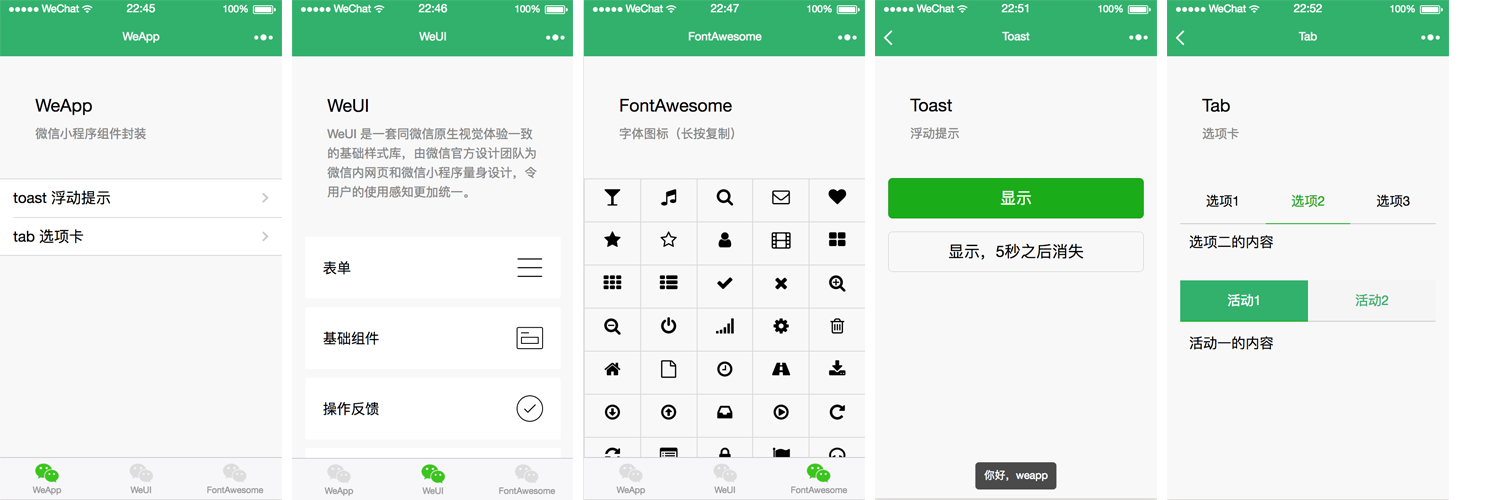 WeChat 22:45 100%
WeApp
WeApp
微信小程序组件封装
toast 浮动提示
tab 选项卡
WeApp WeUI FontAwesome
WeChat 22:46 100%
WeUI
WeUI
WeUI 是一套同微信原生视觉体验一致
的基础样式库，由微信官方设计团队为
微信内网页和微信小程序量身设计，令
用户的使用感知更加统一。
表单
基础组件
操作反馈
WeApp WeUI FontAwesome
WeChat 22:47 100%
FontAwesome
FontAwesome
字体图标（长按复制）
WeApp WeUI FontAwesome
WeChat 22:51 100%
Toast
Toast
浮动提示
显示
显示，5秒之后消失
你好，weapp
WeChat 22:52 100%
Tab
Tab
选项卡
选项1 选项2 选项3
选项二的内容
活动1 活动2
活动一的内容